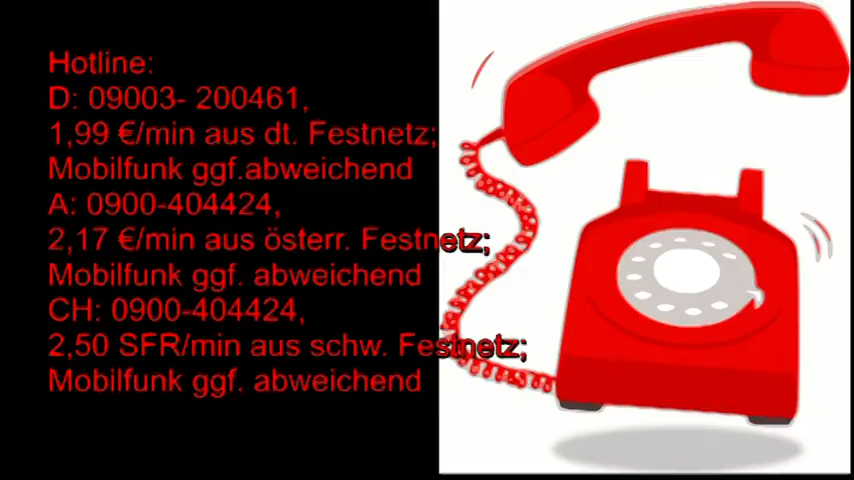 Hotline:
D: 09003- 200461,
1,99 €/min aus dt. Festnetz;
Mobilfunk ggf.abweichend
A: 0900-404424,
2,17 €/min aus österr. Festnetz;
Mobilfunk ggf. abweichend
CH: 0900-404424,
2,50 SFR/min aus schw. Festnetz;
Mobilfunk ggf. abweichend